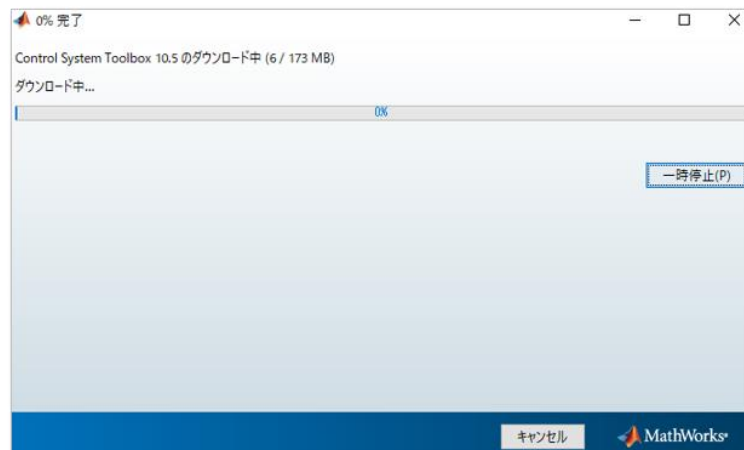 0% 完了
Control System Toolbox 10.5 のダウンロード中 (6 / 173 MB)
ダウンロード中...
0%
一時停止(P)
キャンセル
MathWorks®